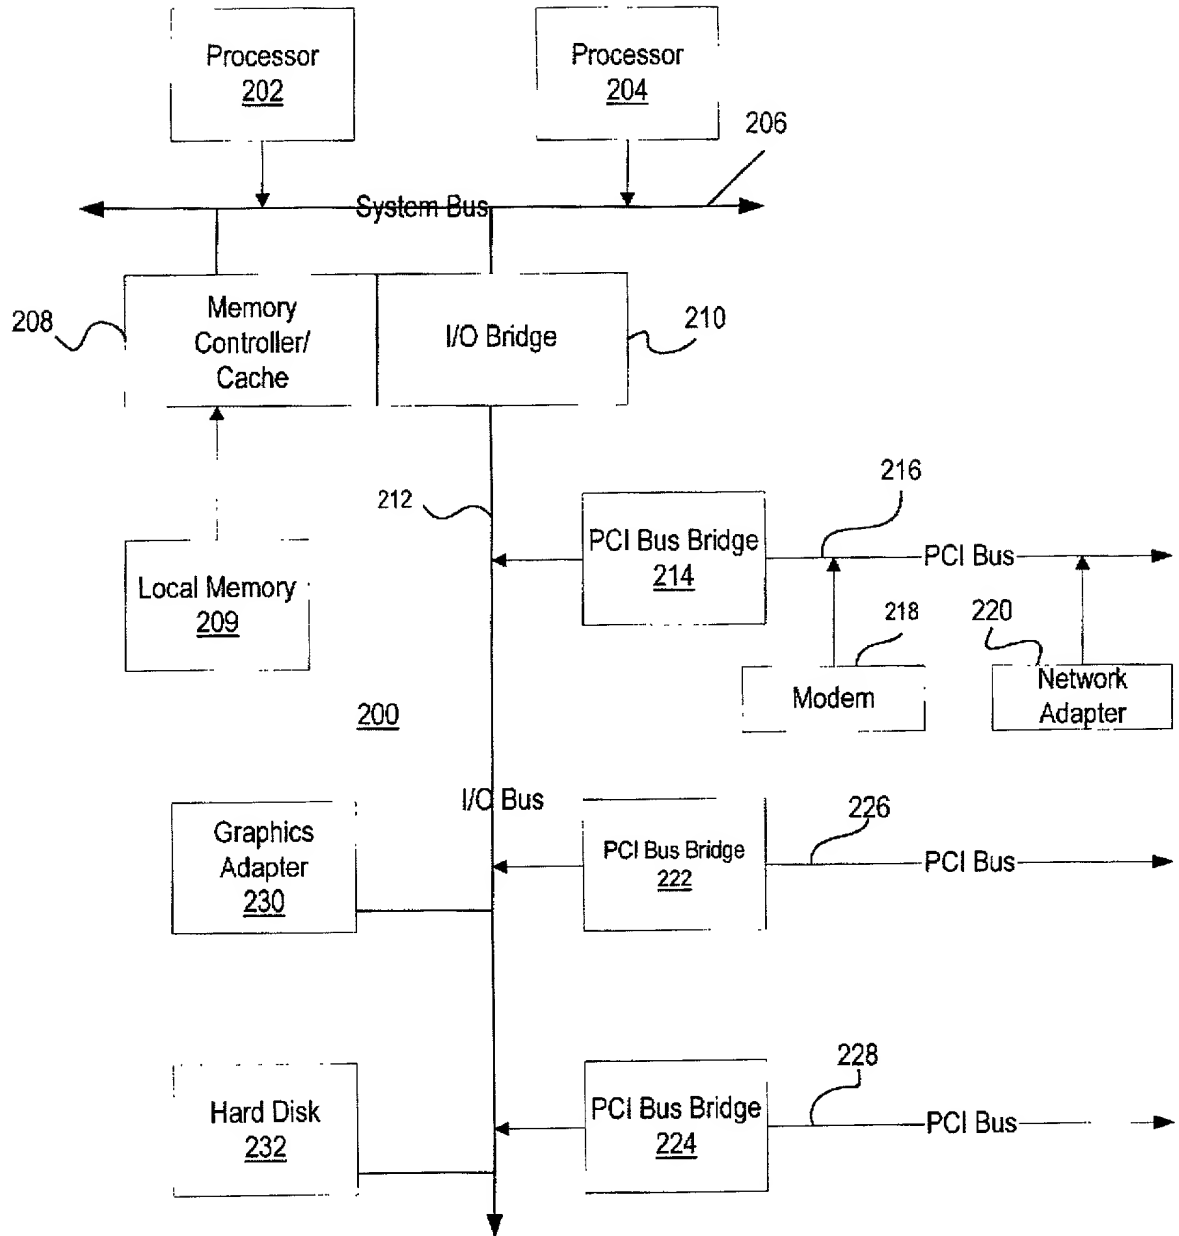 Processor
202
Processor
204
206
System Bus
208
Memory
Controller/
Cache
I/O Bridge
210
212
216
PCI Bus Bridge
214
PCI Bus
Local Memory
209
218
220
Modem
Network
Adapter
200
I/O Bus
226
Graphics
Adapter
230
PCI Bus Bridge
222
PCI Bus
228
Hard Disk
232
PCI Bus Bridge
224
PCI Bus